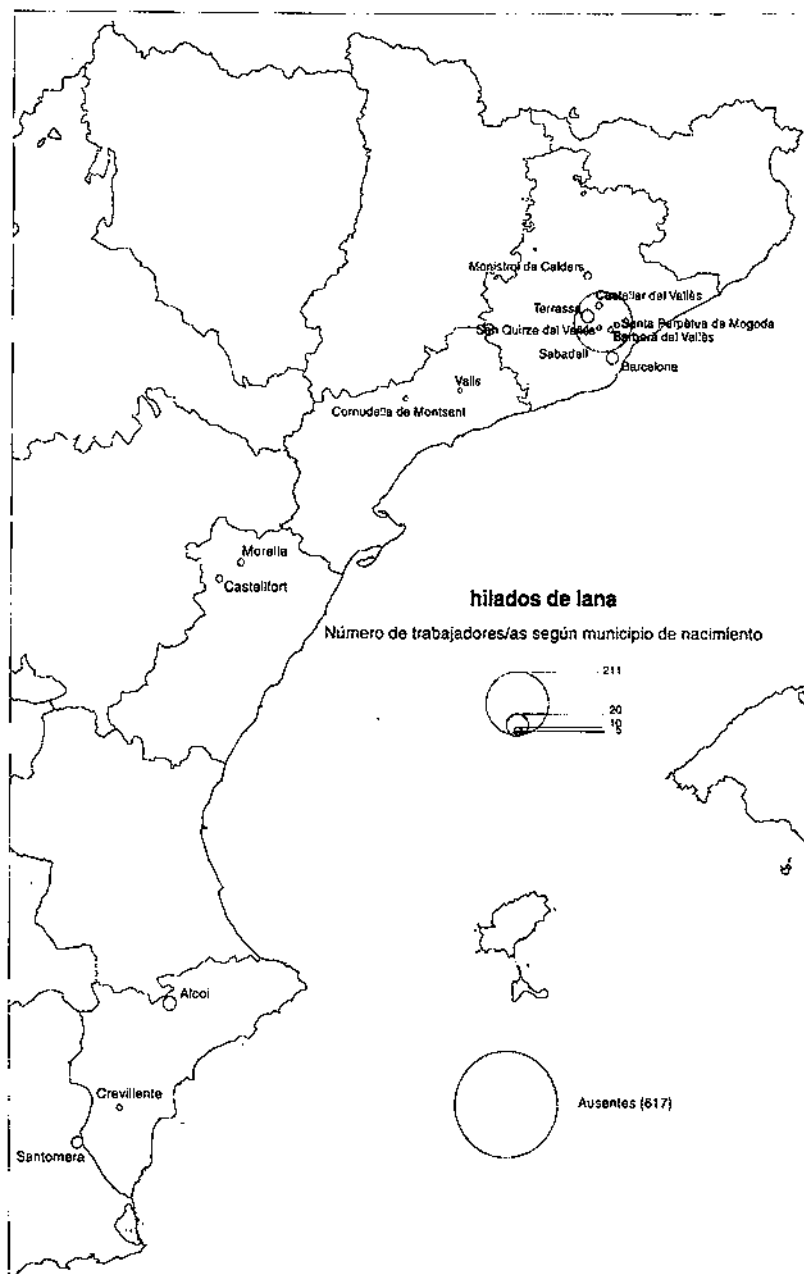 Monistrol de Calders
Castellar del Vallès
Terrassa
Santa Perpètua de Mogoda
San Quirze del Vallès
Barberà del Vallès
Sabadell
Barcelona
Valls
Cornudella de Montsant
Morella
Castellfort
hilados de lana
Número de trabajadores/as según municipio de nacimiento
211
20
10
5
Alcoi
Ausentes (617)
Crevillente
Santomera